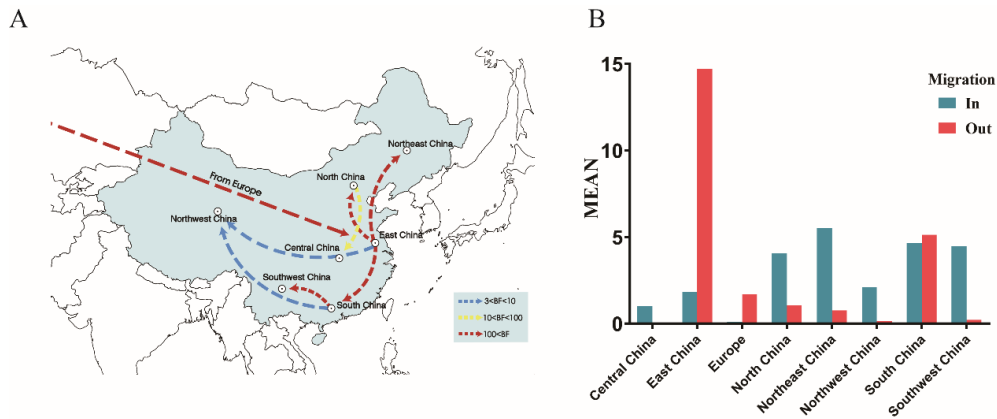 A
Northeast China
North China
From Europe
Northwest China
East China
Central China
Southwest China
South China
3<BF<10
10<BF<100
100<BF
B
MEAN
15
10
5
0
Migration
In
Out
Central China
East China
Europe
North China
Northeast China
Northwest China
South China
Southwest China